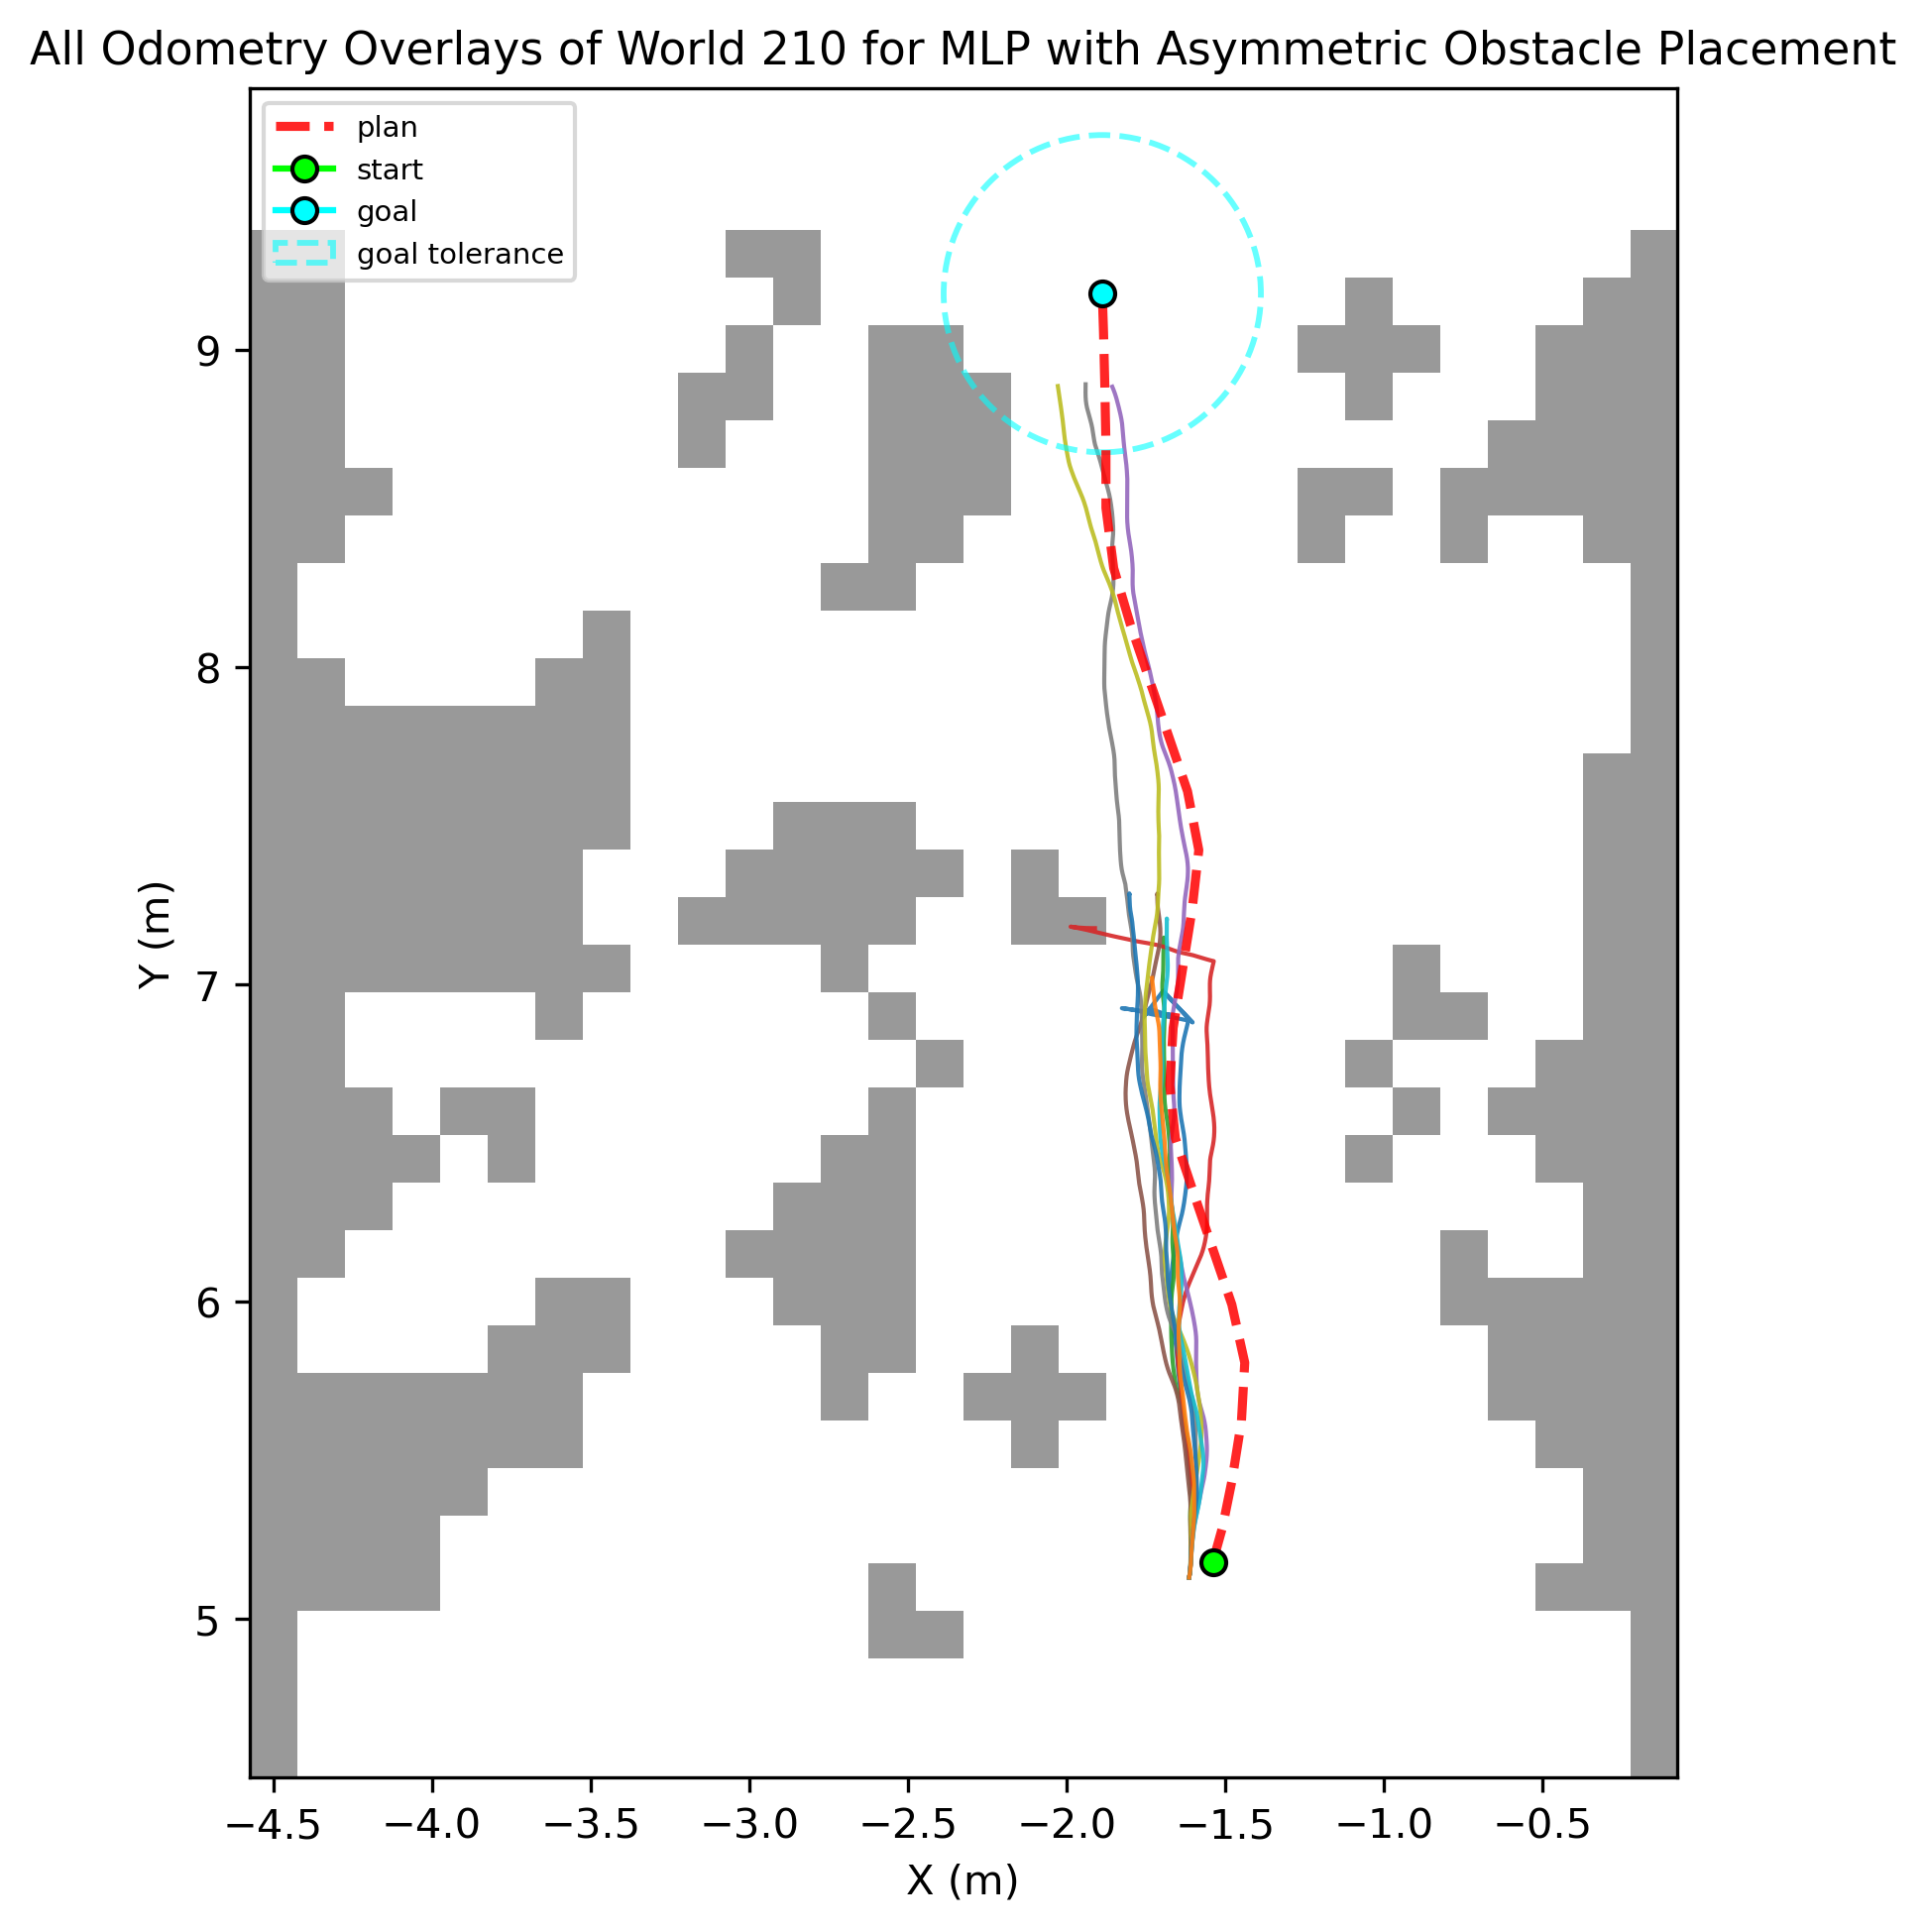 All Odometry Overlays of World 210 for MLP with Asymmetric Obstacle Placement
plan
start
goal
goal tolerance
9
8
7
6
5
Y (m)
−4.5 −4.0 −3.5 −3.0 −2.5 −2.0 −1.5 −1.0 −0.5
X (m)